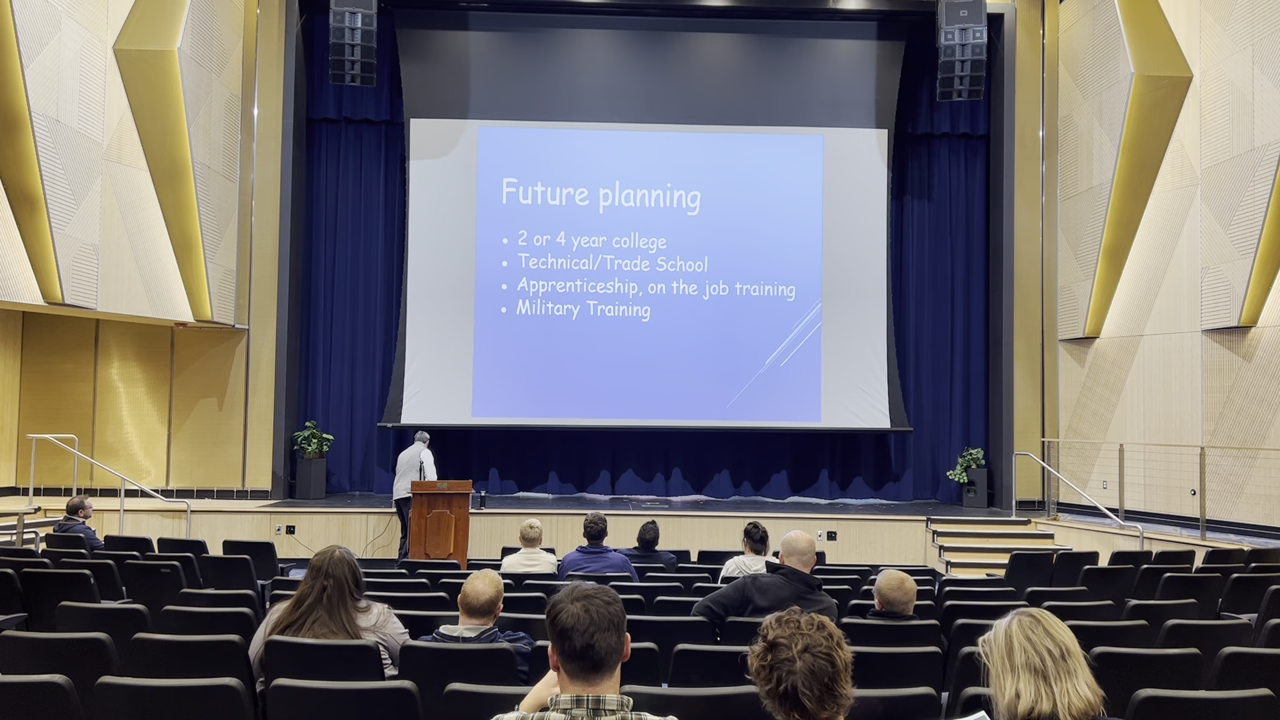 Future planning
• 2 or 4 year college
• Technical/Trade School
• Apprenticeship, on the job training
• Military Training